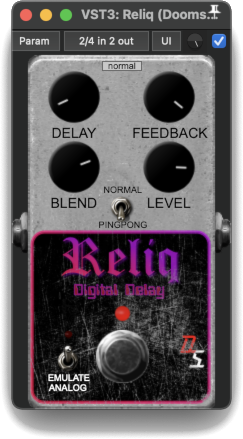 VST3: Reliq (Dooms...
Param
2/4 in 2 out
UI
normal
DELAY
FEEDBACK
BLEND
LEVEL
NORMAL
PINGPONG
Reliq
Digital Delay
DS
EMULATE
ANALOG